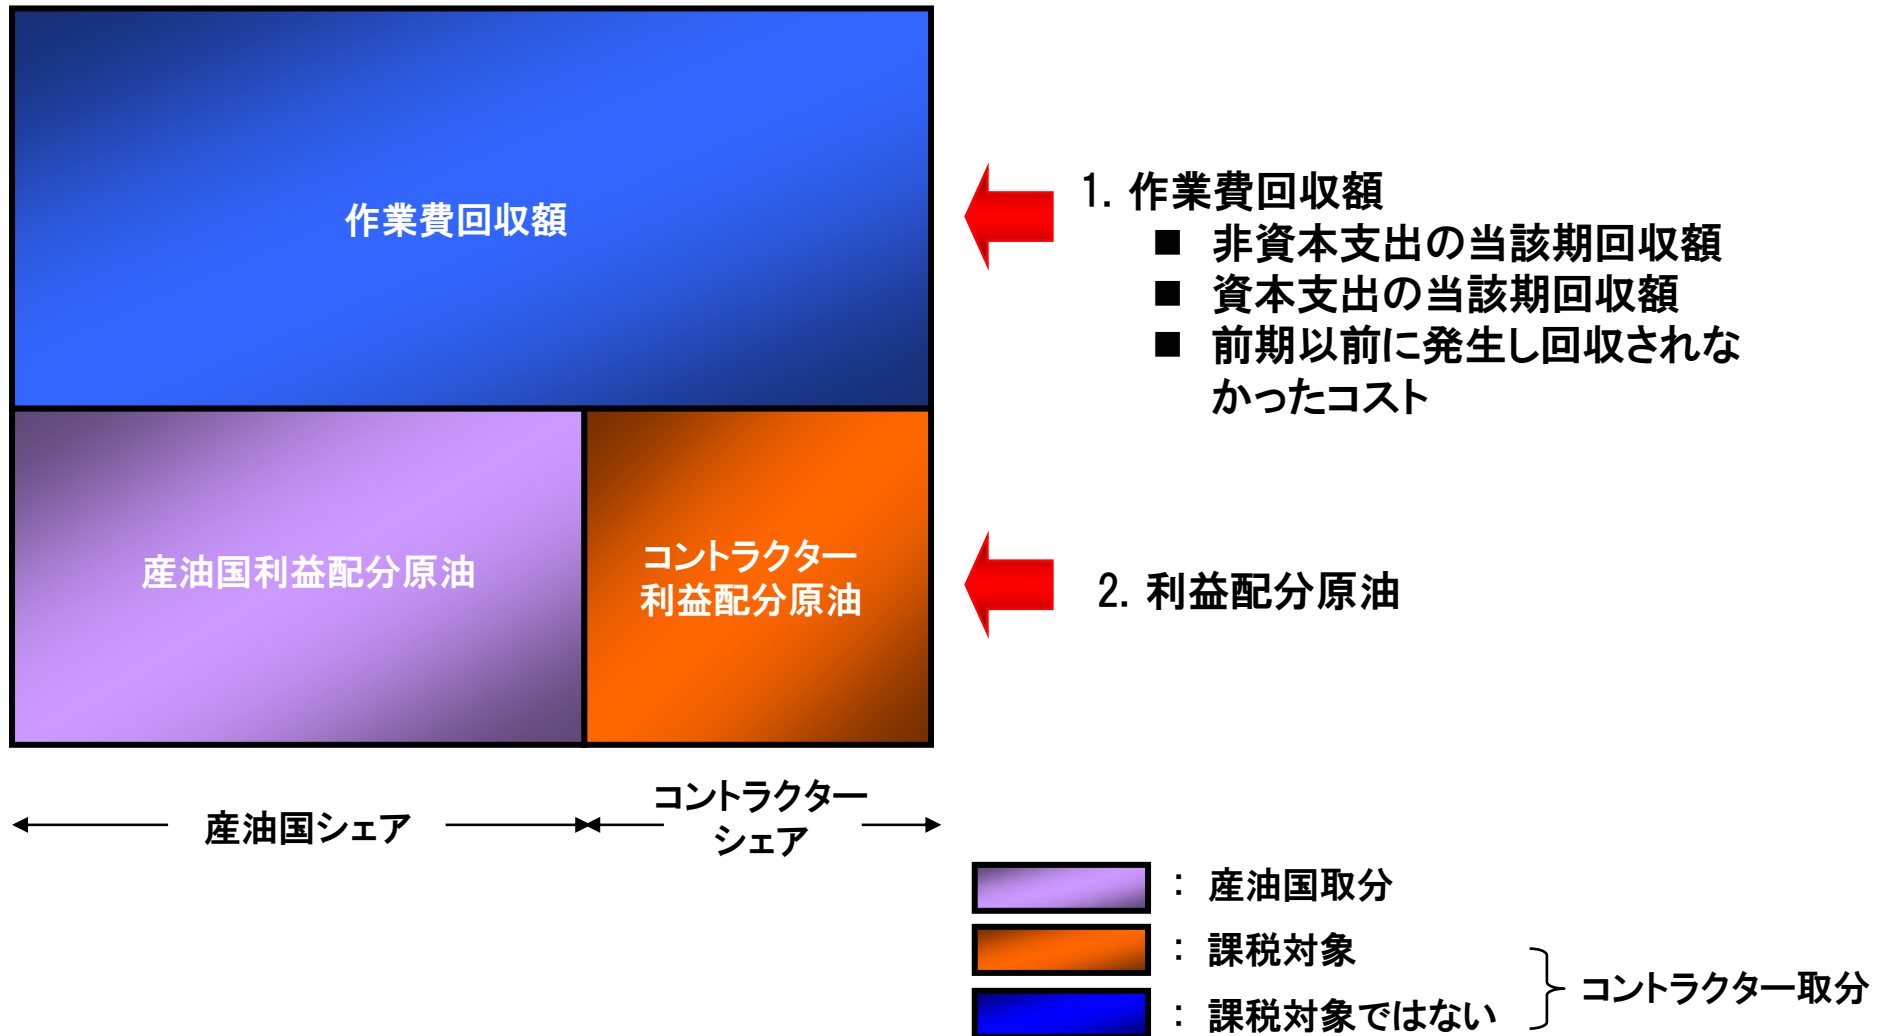 作業費回収額
産油国利益配分原油
コントラクター
利益配分原油
1. 作業費回収額
■ 非資本支出の当該期回収額
■ 資本支出の当該期回収額
■ 前期以前に発生し回収されな
かったコスト
2. 利益配分原油
産油国シェア
コントラクター
シェア
： 産油国取分
： 課税対象
： 課税対象ではない
コントラクター取分